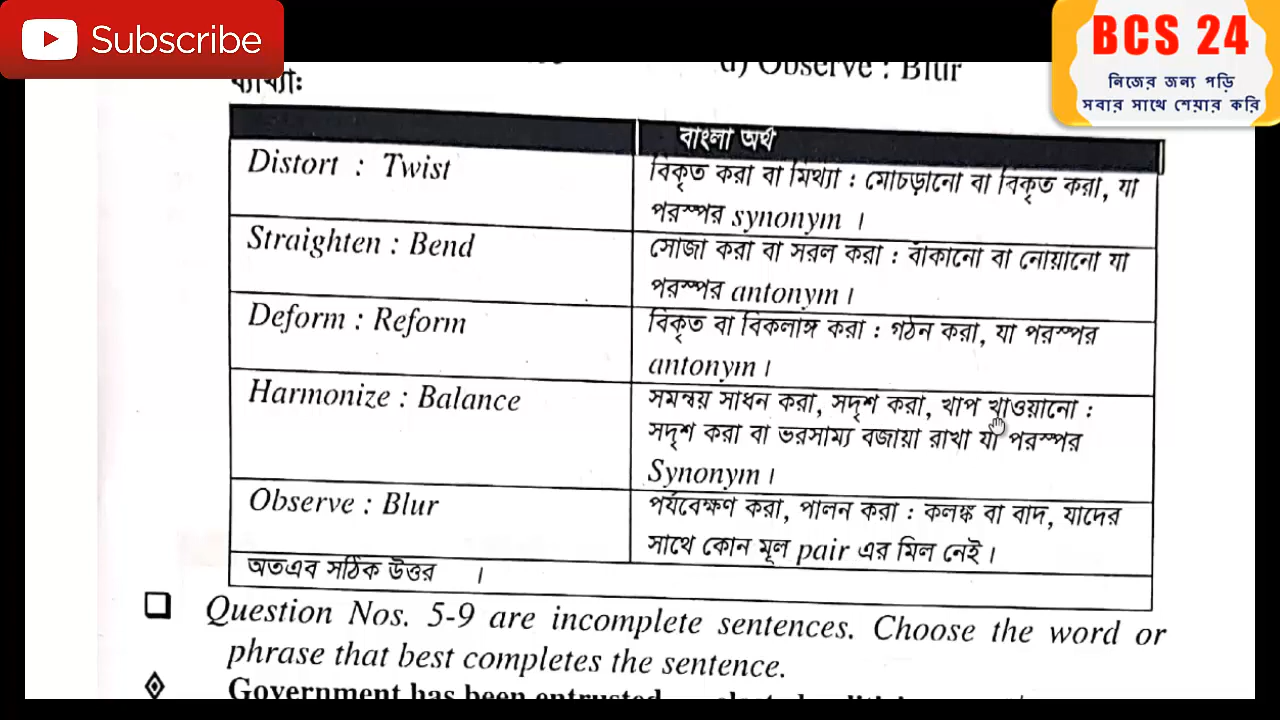 Subscribe
BCS 24
নিজের জন্য পড়ি
সবার সাথে শেয়ার করি
d) Observe : Blur
ব্যাখ্যাঃ
বাংলা অর্থ
Distort : Twist
বিকৃত করা বা মিথ্যা : মোচড়ানো বা বিকৃত করা, যা
পরস্পর synonym ।
Straighten : Bend
সোজা করা বা সরল করা : বাঁকানো বা নোয়ানো যা
পরস্পর antonym ।
Deform : Reform
বিকৃত বা বিকলাঙ্গ করা : গঠন করা, যা পরস্পর
antonym ।
Harmonize : Balance
সমন্বয় সাধন করা, সদৃশ করা, খাপ খাওয়ানো :
সদৃশ করা বা ভরসাম্য বজায়া রাখা যা পরস্পর
Synonym ।
Observe : Blur
পর্যবেক্ষণ করা, পালন করা : কলঙ্ক বা বাদ, যাদের
সাথে কোন মূল pair এর মিল নেই ।
অতএব সঠিক উত্তর ।
Question Nos. 5-9 are incomplete sentences. Choose the word or
phrase that best completes the sentence.
Government has been entrusted